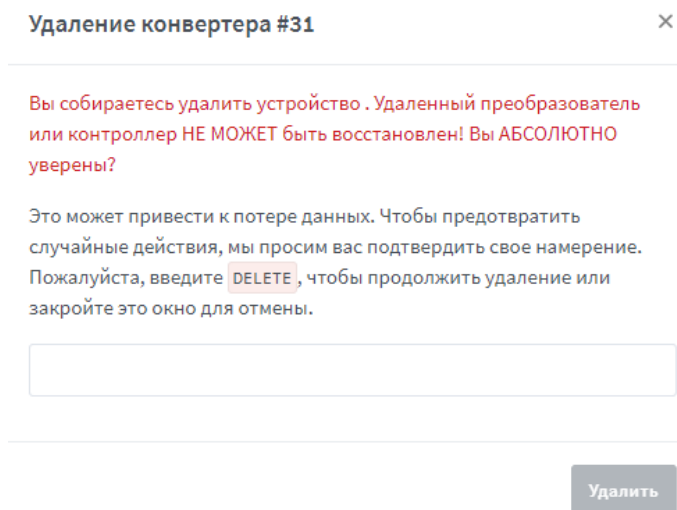 Удаление конвертера #31
Вы собираетесь удалить устройство . Удаленный преобразователь
или контроллер НЕ МОЖЕТ быть восстановлен! Вы АБСОЛЮТНО
уверены?
Это может привести к потере данных. Чтобы предотвратить
случайные действия, мы просим вас подтвердить свое намерение.
Пожалуйста, введите DELETE , чтобы продолжить удаление или
закройте это окно для отмены.
Удалить